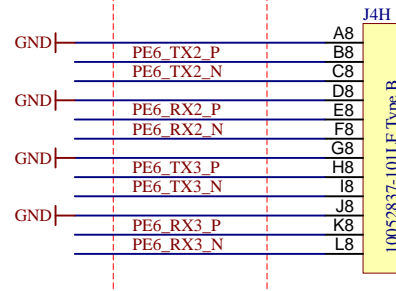 J4H
GND A8
PE6_TX2_P B8
PE6_TX2_N C8
GND D8
PE6_RX2_P E8
PE6_RX2_N F8
GND G8
PE6_TX3_P H8
PE6_TX3_N I8
GND J8
PE6_RX3_P K8
PE6_RX3_N L8
10052837-101LF Type B